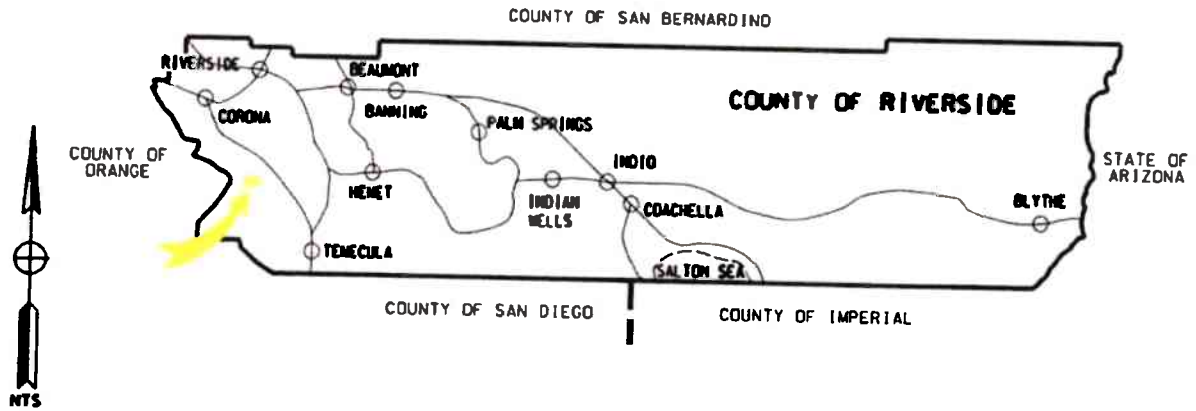 COUNTY OF SAN BERNARDINO
RIVERSIDE
BEAUMONT
BANNING
CORONA
COUNTY OF RIVERSIDE
PALM SPRINGS
COUNTY OF
ORANGE
INDIO
STATE OF
ARIZONA
HEMET
INDIAN
WELLS
COACHELLA
BLYTHE
TEMECULA
SALTON SEA
COUNTY OF SAN DIEGO
COUNTY OF IMPERIAL
NTS